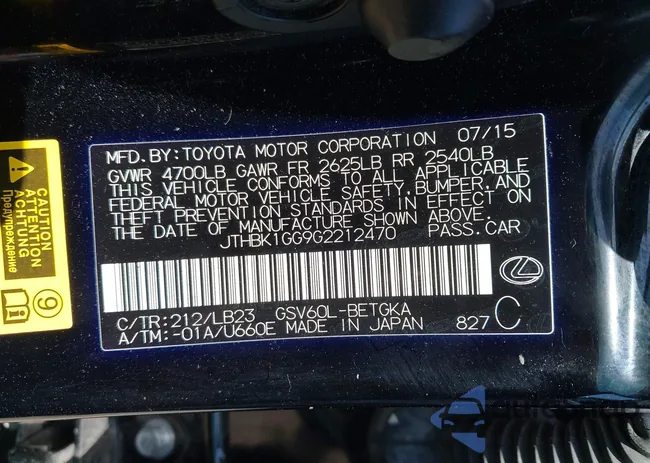 MFD. BY: TOYOTA MOTOR CORPORATION 07/15
GVWR 4700LB GAWR FR 2625LB RR 2540LB
THIS VEHICLE CONFORMS TO ALL APPLICABLE
FEDERAL MOTOR VEHICLE SAFETY, BUMPER, AND
THEFT PREVENTION STANDARDS IN EFFECT ON
THE DATE OF MANUFACTURE SHOWN ABOVE.
JTHBK1GG9G2212470 PASS. CAR
C/TR: 212/LB23 GSV60L-BETGKA
A/TM: -01A/U660E MADE IN JAPAN 827 C
CAUTION
ATTENTION
ACHTUNG
Предупреждение
9